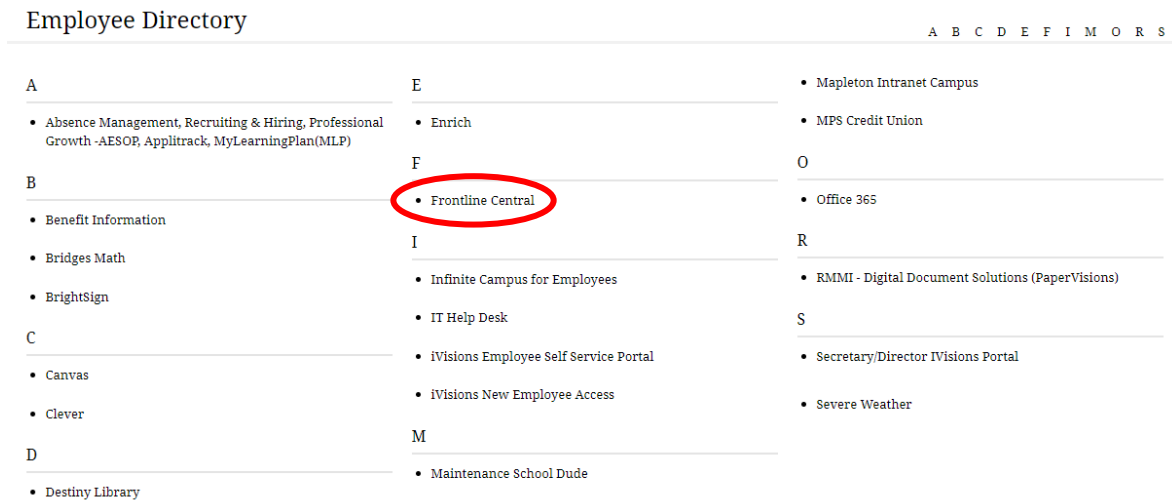 Employee Directory
A B C D E F I M O R S
A
Absence Management, Recruiting & Hiring, Professional
Growth -AESOP, Applitrack, MyLearningPlan(MLP)
B
Benefit Information
Bridges Math
BrightSign
C
Canvas
Clever
D
Destiny Library
E
Enrich
F
Frontline Central
I
Infinite Campus for Employees
IT Help Desk
iVisions Employee Self Service Portal
iVisions New Employee Access
M
Maintenance School Dude
Mapleton Intranet Campus
MPS Credit Union
O
Office 365
R
RMMI - Digital Document Solutions (PaperVisions)
S
Secretary/Director IVisions Portal
Severe Weather